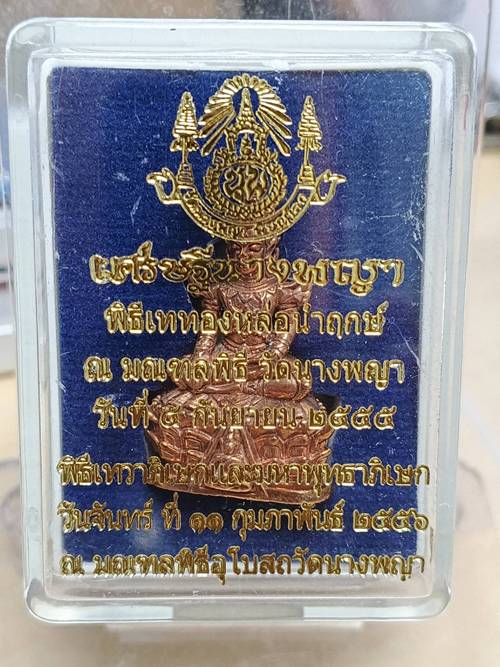 เศรษฐีนางพญา
พิธีเททองหล่อนำฤกษ์
ณ มณฑลพิธี วัดนางพญา
วันที่ ๘ กันยายน ๒๕๕๕
พิธีเทวาภิเษกและมหาพุทธาภิเษก
วันจันทร์ ที่ ๑๑ กุมภาพันธ์ ๒๕๕๖
ณ มณฑลพิธีอุโบสถวัดนางพญา